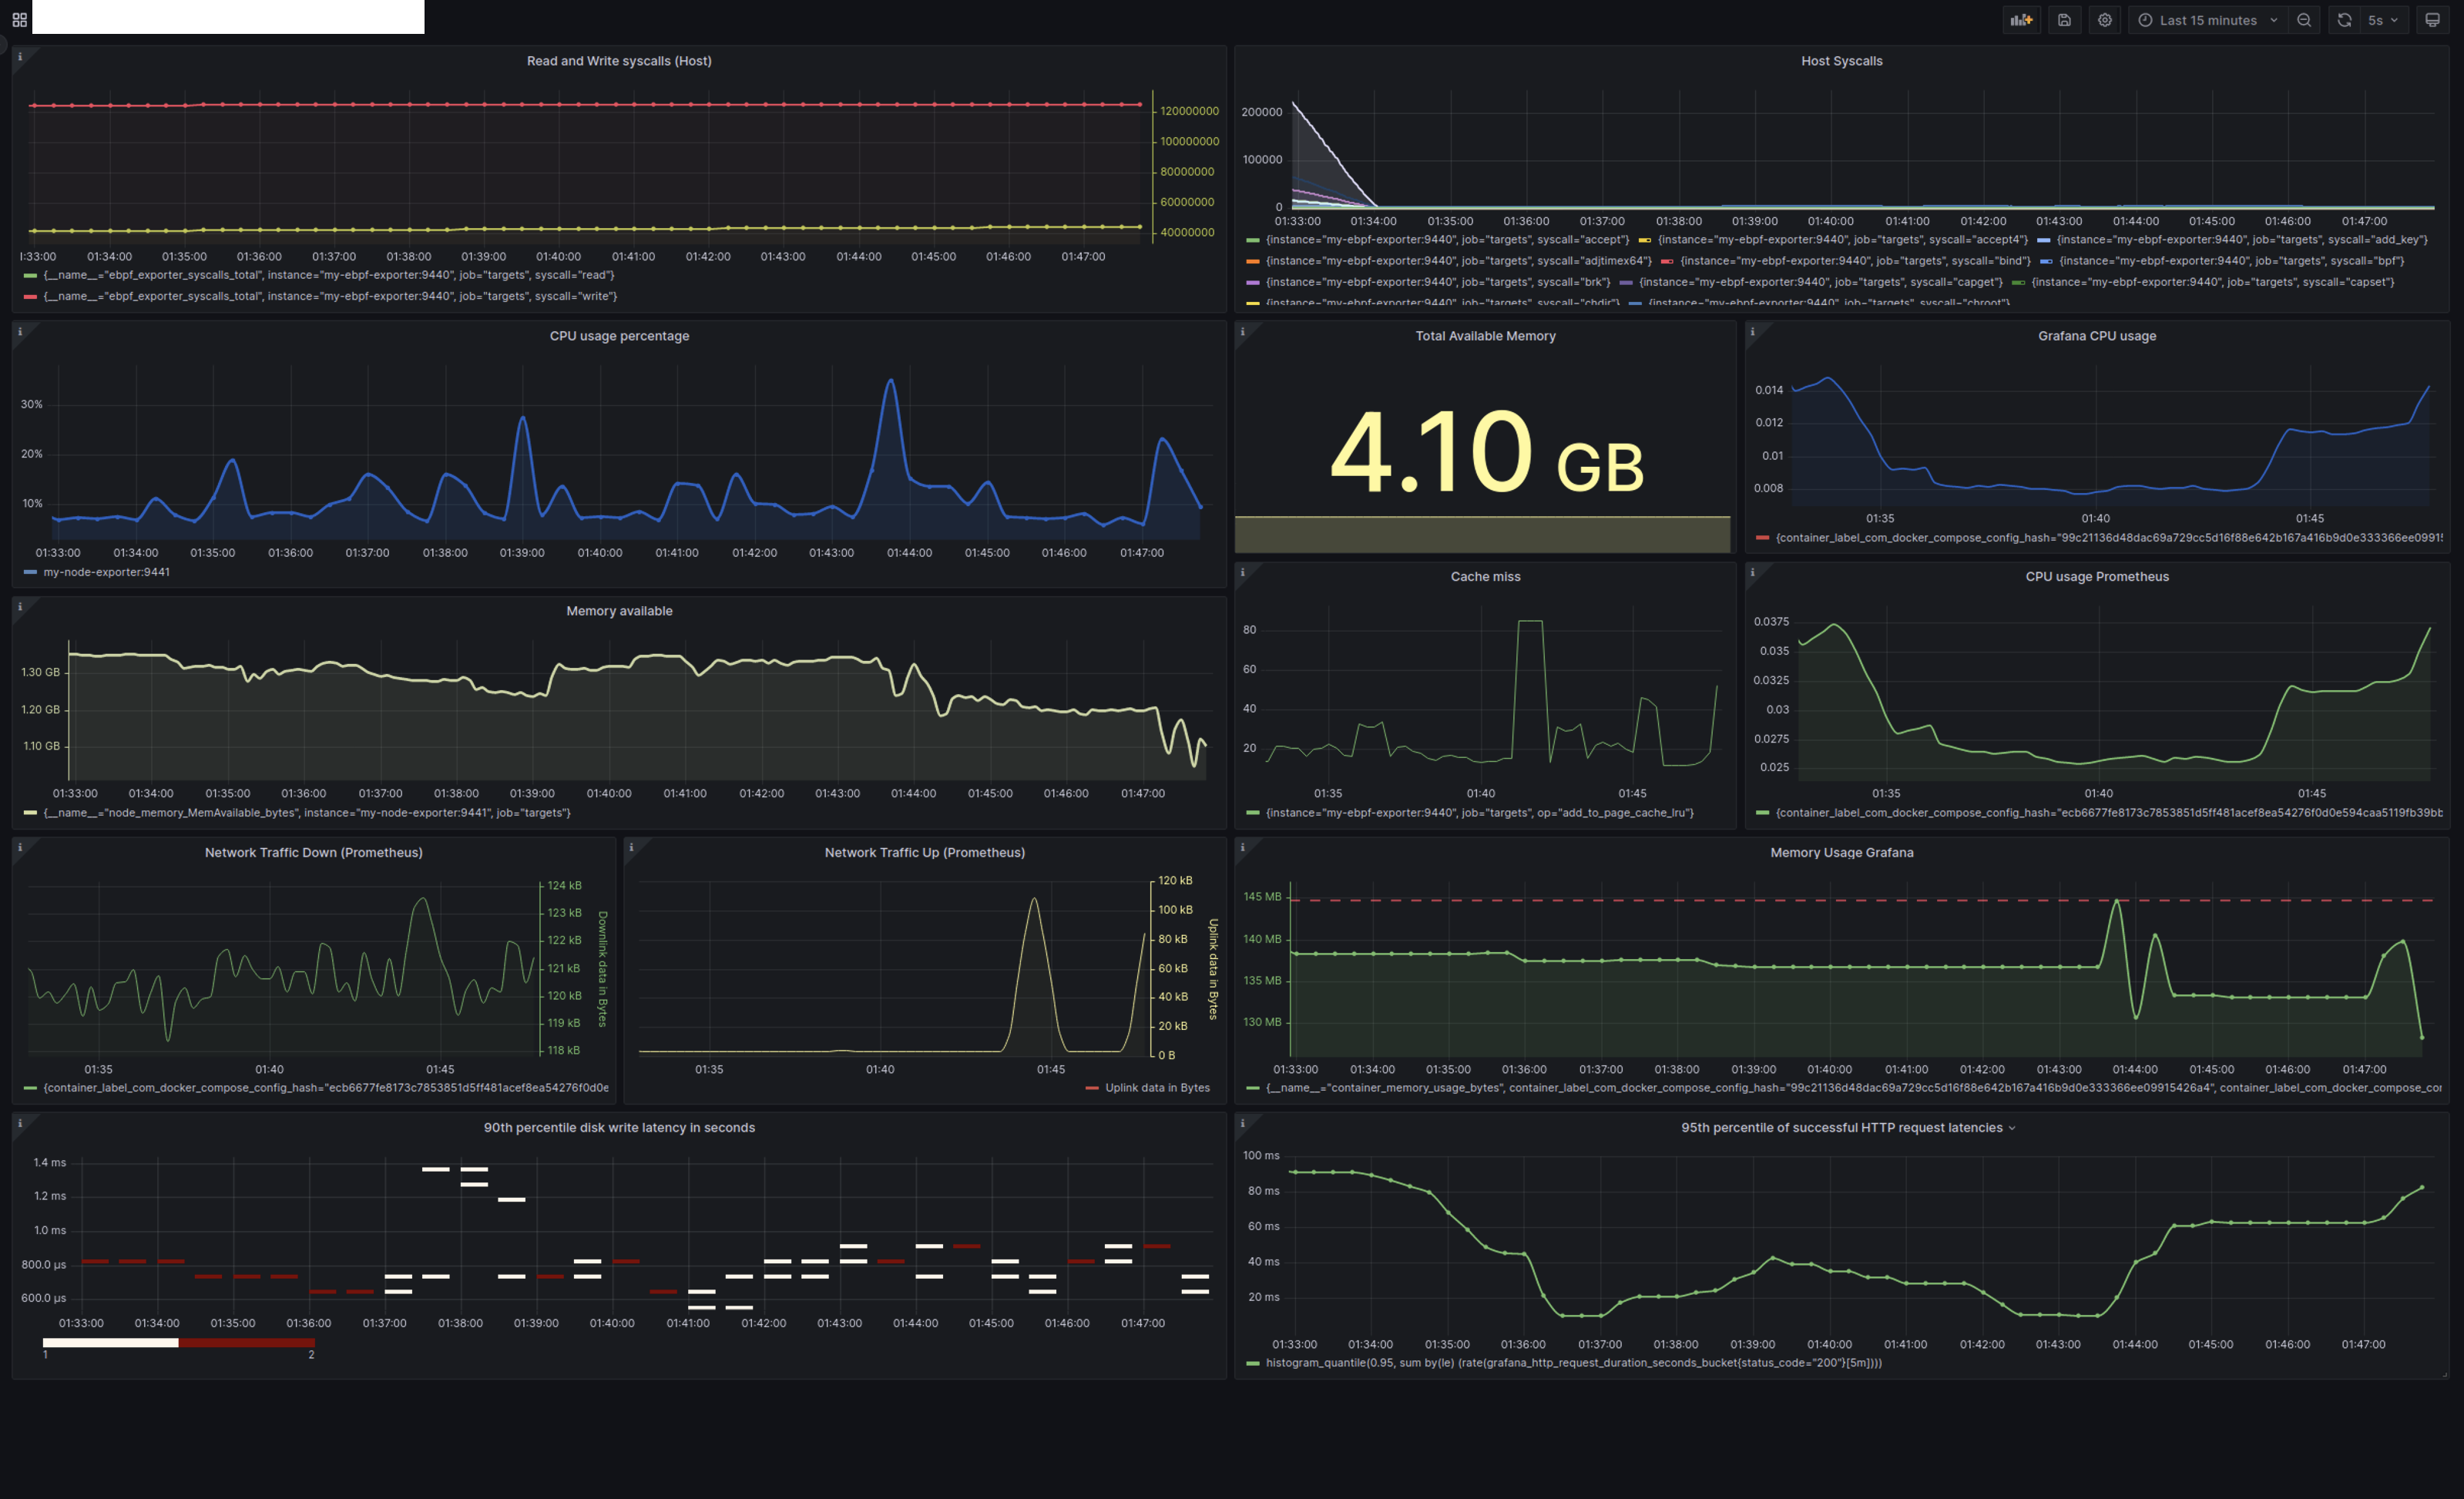 Last 15 minutes
5s
Read and Write syscalls (Host)
120000000
100000000
80000000
60000000
40000000
l:33:00 01:34:00 01:35:00 01:36:00 01:37:00 01:38:00 01:39:00 01:40:00 01:41:00 01:42:00 01:43:00 01:44:00 01:45:00 01:46:00 01:47:00
{__name__="ebpf_exporter_syscalls_total", instance="my-ebpf-exporter:9440", job="targets", syscall="read"}
{__name__="ebpf_exporter_syscalls_total", instance="my-ebpf-exporter:9440", job="targets", syscall="write"}
Host Syscalls
200000
100000
0
01:33:00 01:34:00 01:35:00 01:36:00 01:37:00 01:38:00 01:39:00 01:40:00 01:41:00 01:42:00 01:43:00 01:44:00 01:45:00 01:46:00 01:47:00
{instance="my-ebpf-exporter:9440", job="targets", syscall="accept"} {instance="my-ebpf-exporter:9440", job="targets", syscall="accept4"} {instance="my-ebpf-exporter:9440", job="targets", syscall="add_key"}
{instance="my-ebpf-exporter:9440", job="targets", syscall="adjtimex64"} {instance="my-ebpf-exporter:9440", job="targets", syscall="bind"} {instance="my-ebpf-exporter:9440", job="targets", syscall="bpf"}
{instance="my-ebpf-exporter:9440", job="targets", syscall="brk"} {instance="my-ebpf-exporter:9440", job="targets", syscall="capget"} {instance="my-ebpf-exporter:9440", job="targets", syscall="capset"}
{instance="my-ebpf-exporter:9440", job="targets", syscall="chdir"} {instance="my-ebpf-exporter:9440", job="targets", syscall="chroot"}
CPU usage percentage
30%
20%
10%
01:33:00 01:34:00 01:35:00 01:36:00 01:37:00 01:38:00 01:39:00 01:40:00 01:41:00 01:42:00 01:43:00 01:44:00 01:45:00 01:46:00 01:47:00
my-node-exporter:9441
Total Available Memory
4.10 GB
Grafana CPU usage
0.014
0.012
0.01
0.008
01:35 01:40 01:45
{container_label_com_docker_compose_config_hash="99c21136d48dac69a729cc5d16f88e642b167a416b9d0e333366ee09915
Memory available
1.30 GB
1.20 GB
1.10 GB
01:33:00 01:34:00 01:35:00 01:36:00 01:37:00 01:38:00 01:39:00 01:40:00 01:41:00 01:42:00 01:43:00 01:44:00 01:45:00 01:46:00 01:47:00
{__name__="node_memory_MemAvailable_bytes", instance="my-node-exporter:9441", job="targets"}
Cache miss
80
60
40
20
01:35 01:40 01:45
{instance="my-ebpf-exporter:9440", job="targets", op="add_to_page_cache_lru"}
CPU usage Prometheus
0.0375
0.035
0.0325
0.03
0.0275
0.025
01:35 01:40 01:45
{container_label_com_docker_compose_config_hash="ecb6677fe8173c7853851d5ff481acef8ea54276f0d0e594caa5119fb39bb
Network Traffic Down (Prometheus)
124 kB
123 kB
122 kB
121 kB
120 kB
119 kB
118 kB
Downlink data in Bytes
01:35 01:40 01:45
{container_label_com_docker_compose_config_hash="ecb6677fe8173c7853851d5ff481acef8ea54276f0d0e
Network Traffic Up (Prometheus)
120 kB
100 kB
80 kB
60 kB
40 kB
20 kB
0 B
Uplink data in Bytes
01:35 01:40 01:45
Uplink data in Bytes
Memory Usage Grafana
145 MB
140 MB
135 MB
130 MB
01:33:00 01:34:00 01:35:00 01:36:00 01:37:00 01:38:00 01:39:00 01:40:00 01:41:00 01:42:00 01:43:00 01:44:00 01:45:00 01:46:00 01:47:00
{__name__="container_memory_usage_bytes", container_label_com_docker_compose_config_hash="99c21136d48dac69a729cc5d16f88e642b167a416b9d0e333366ee09915426a4", container_label_com_docker_compose_cor
90th percentile disk write latency in seconds
1.4 ms
1.2 ms
1.0 ms
800.0 µs
600.0 µs
01:33:00 01:34:00 01:35:00 01:36:00 01:37:00 01:38:00 01:39:00 01:40:00 01:41:00 01:42:00 01:43:00 01:44:00 01:45:00 01:46:00 01:47:00
1 2
95th percentile of successful HTTP request latencies
100 ms
80 ms
60 ms
40 ms
20 ms
01:33:00 01:34:00 01:35:00 01:36:00 01:37:00 01:38:00 01:39:00 01:40:00 01:41:00 01:42:00 01:43:00 01:44:00 01:45:00 01:46:00 01:47:00
histogram_quantile(0.95, sum by(le) (rate(grafana_http_request_duration_seconds_bucket{status_code="200"}[5m])))